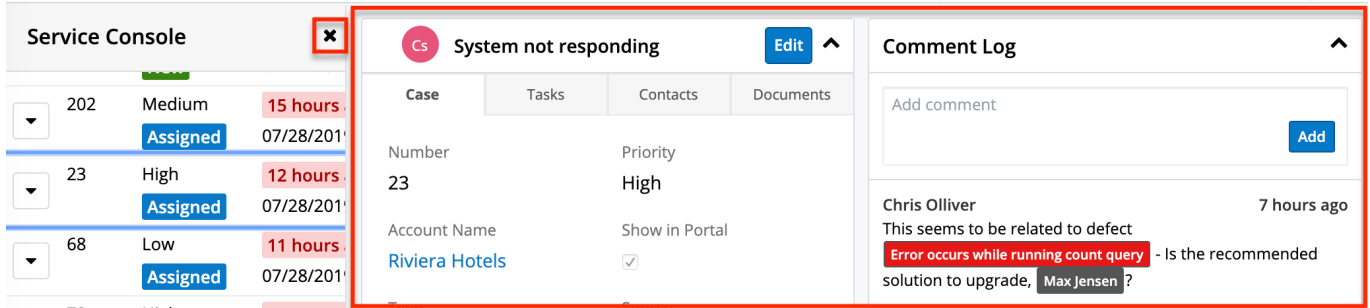 Service Console
202 Medium 15 hours
Assigned 07/28/2019
23 High 12 hours
Assigned 07/28/2019
68 Low 11 hours
Assigned 07/28/2019
Cs System not responding Edit
Case Tasks Contacts Documents
Number Priority
23 High
Account Name Show in Portal
Riviera Hotels
Comment Log
Add comment
Add
Chris Olliver 7 hours ago
This seems to be related to defect
Error occurs while running count query - Is the recommended
solution to upgrade, Max Jensen ?